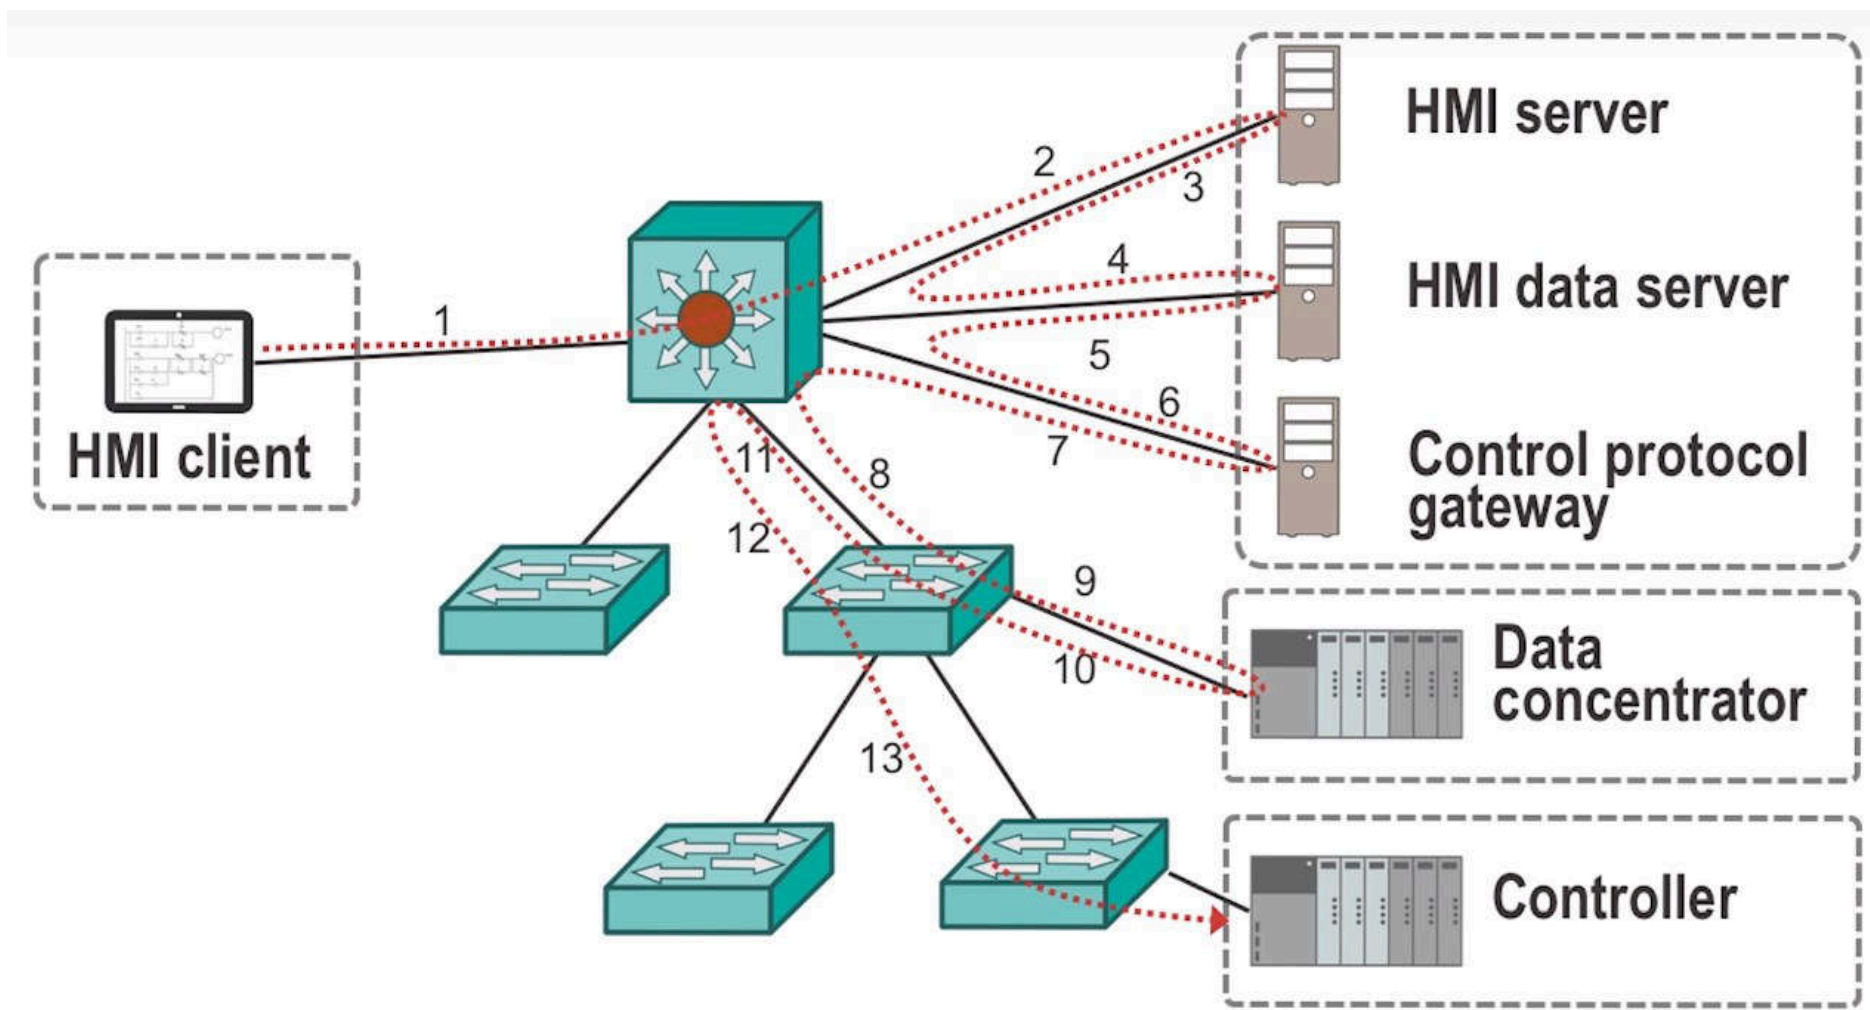 HMI server
2
3
HMI data server
4
1
5
6
HMI client
7
Control protocol
gateway
11
8
12
9
10
Data
concentrator
13
Controller